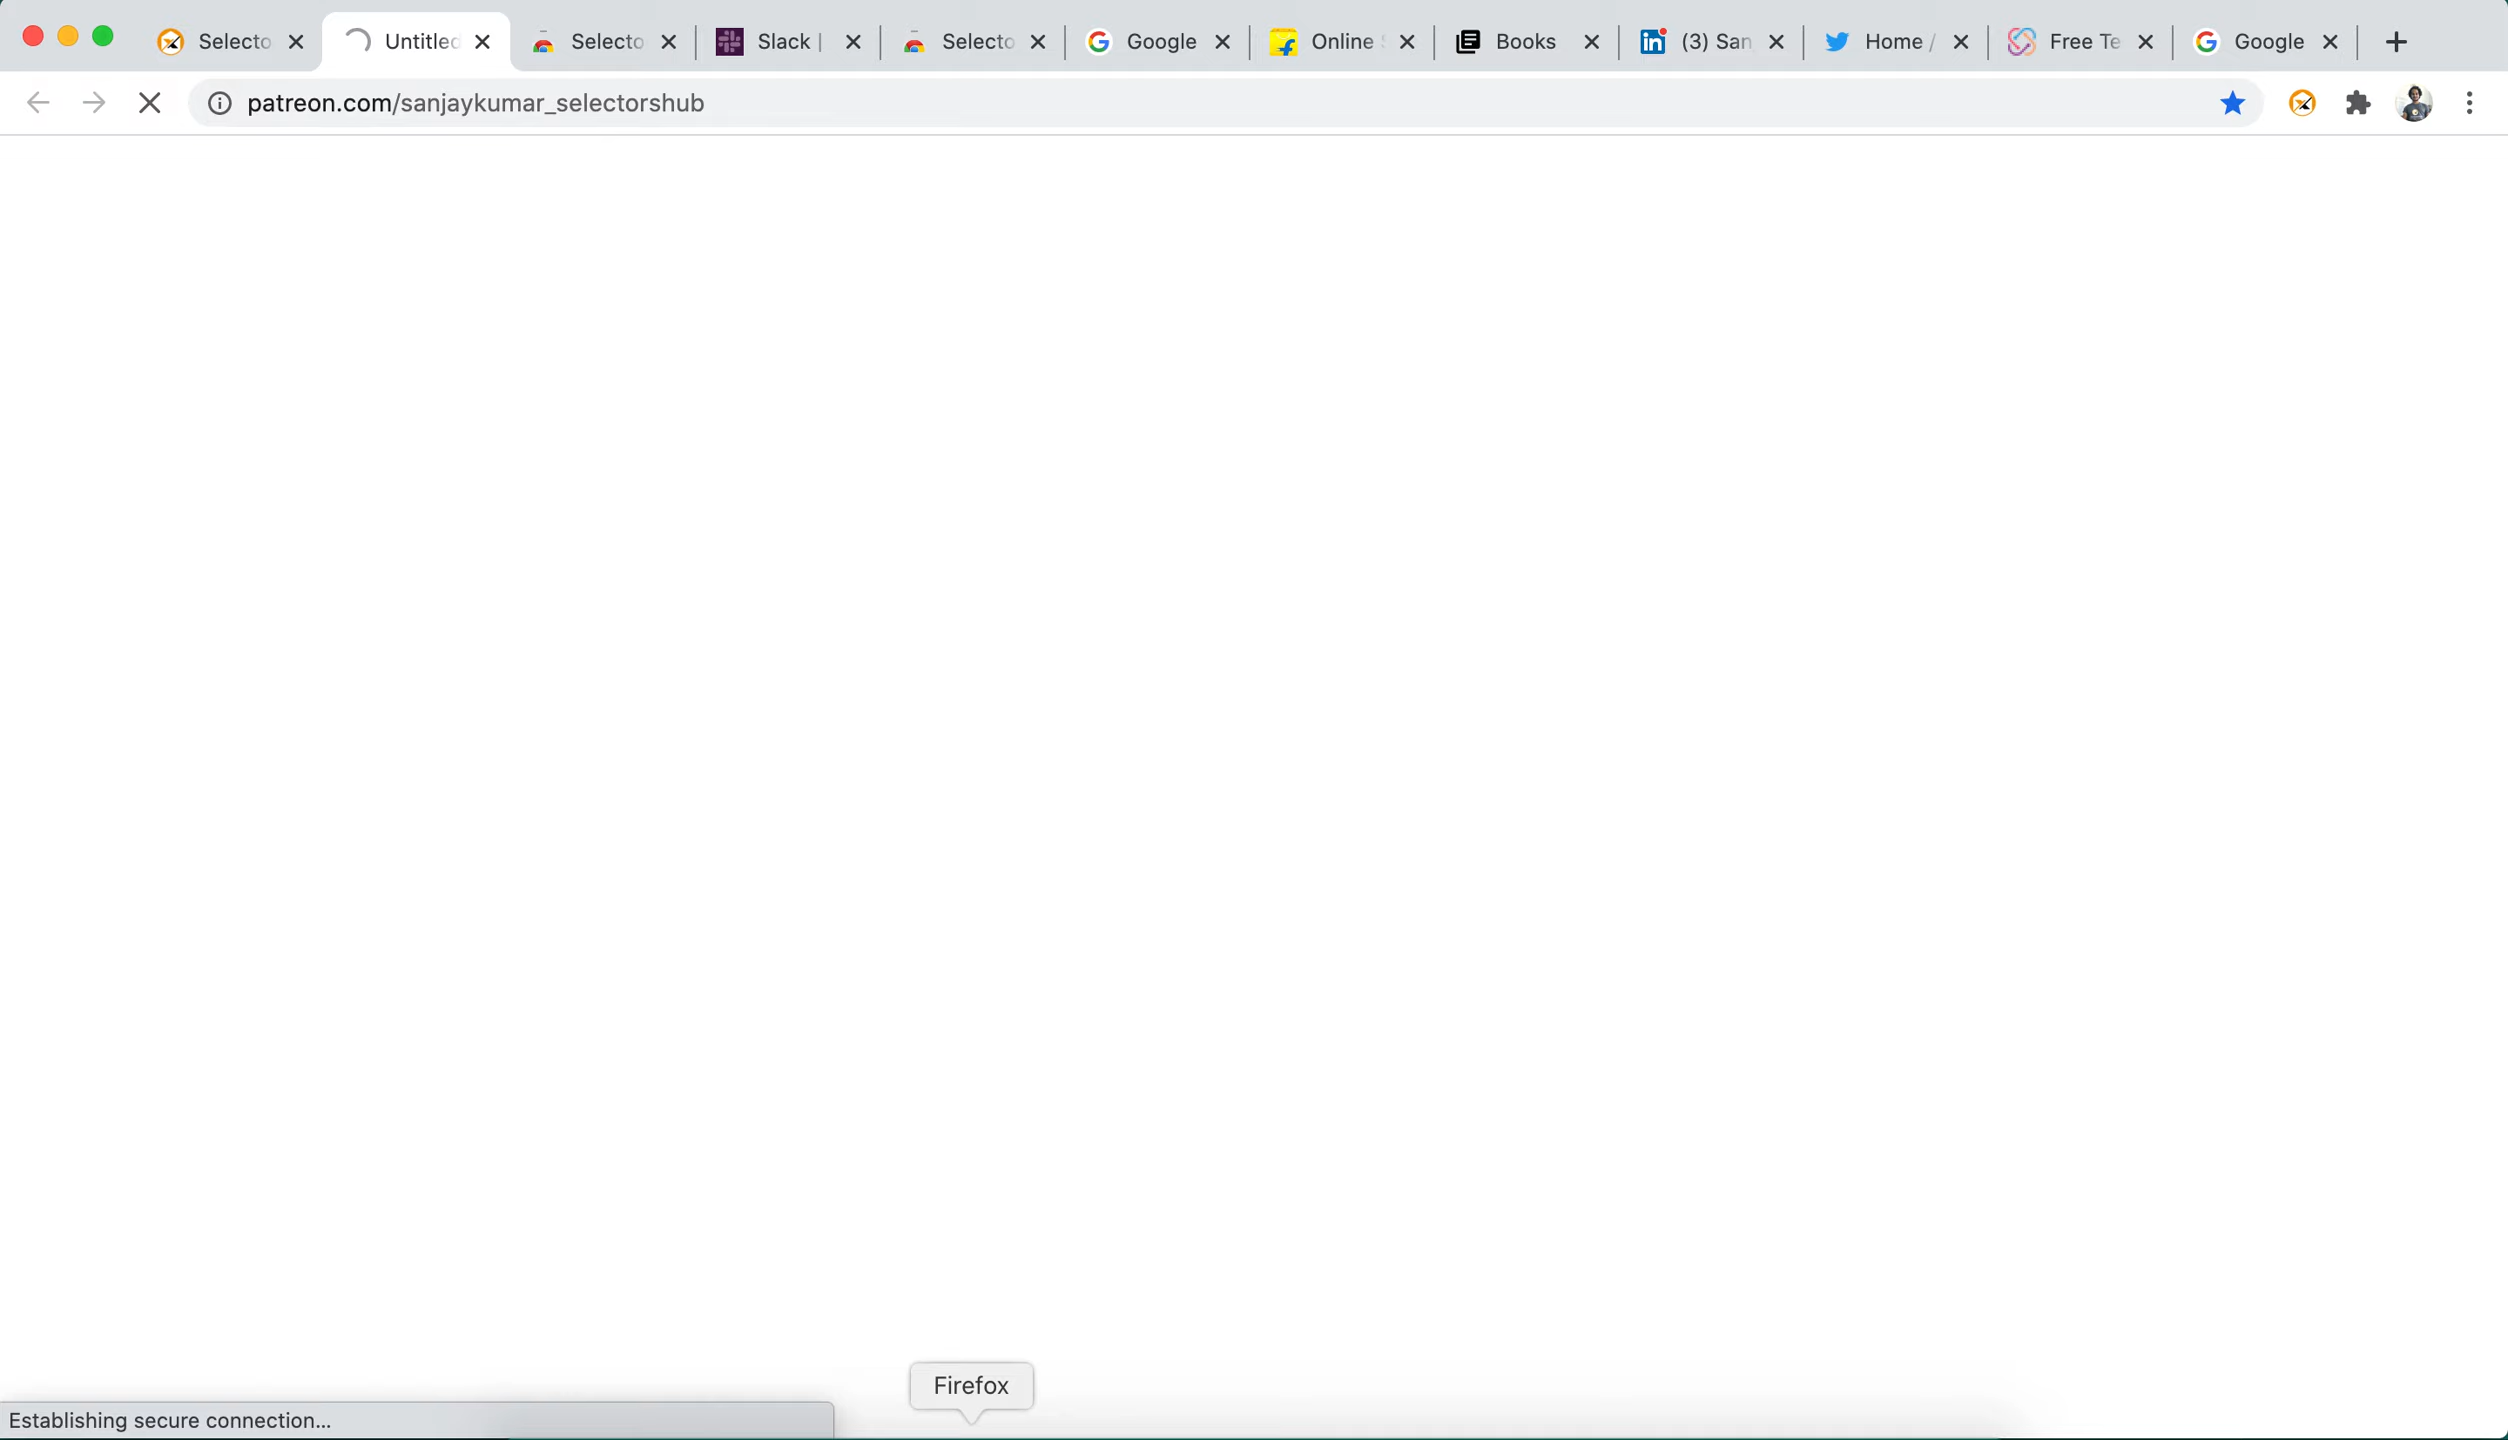 Selecto
Untitled
Selecto
Slack |
Selecto
Google
Online S
Books
(3) San
Home /
Free Te
Google
patreon.com/sanjaykumar_selectorshub
Firefox
Establishing secure connection...